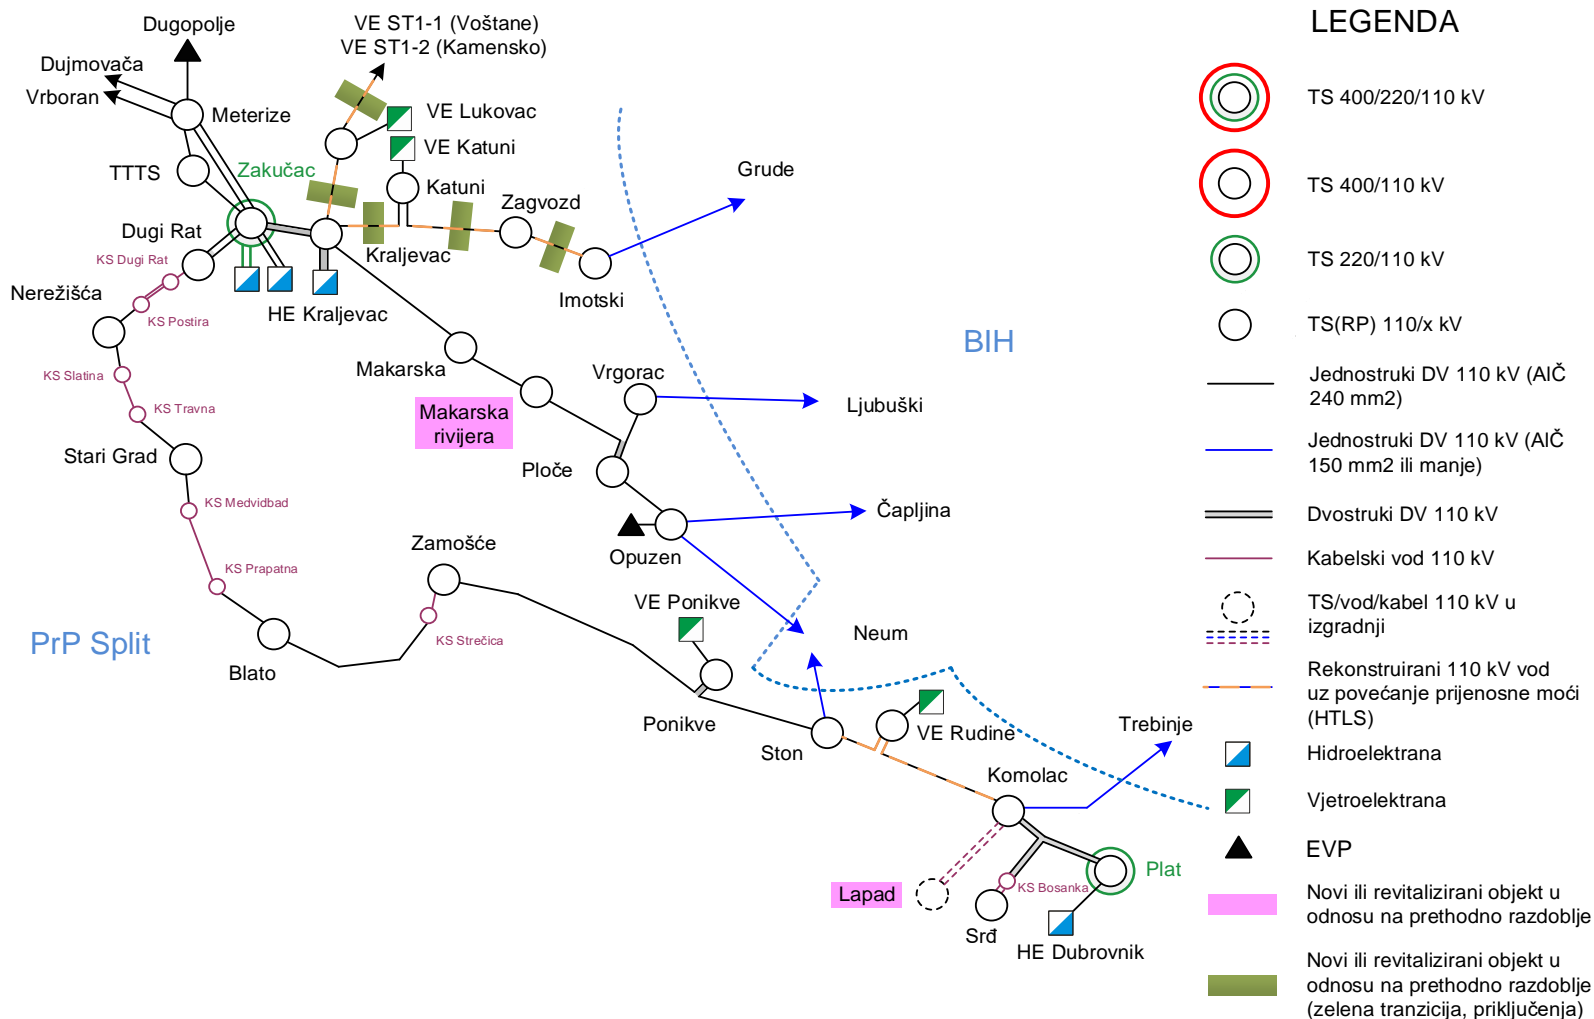 Dugopolje
VE ST1-1 (Voštane)
VE ST1-2 (Kamensko)
Dujmovača
Vrboran
Meterize
VE Lukovac
VE Katuni
TTTS
Zakučac
Katuni
Zagvozd
Grude
Dugi Rat
KS Dugi Rat
Kraljevac
Nerežišća
KS Postira
HE Kraljevac
Imotski
BIH
Makarska
Vrgorac
KS Slatina
KS Travna
Makarska
rivijera
Ljubuški
Stari Grad
Ploče
KS Medvidbad
Čapljina
Zamošće
Opuzen
KS Prapatna
VE Ponikve
KS Strečica
Neum
PrP Split
Blato
Ponikve
Ston
VE Rudine
Trebinje
Komolac
Plat
KS Bosanka
Lapad
Srđ
HE Dubrovnik
LEGENDA
TS 400/220/110 kV
TS 400/110 kV
TS 220/110 kV
TS(RP) 110/x kV
Jednostruki DV 110 kV (AIČ
240 mm2)
Jednostruki DV 110 kV (AIČ
150 mm2 ili manje)
Dvostruki DV 110 kV
Kabelski vod 110 kV
TS/vod/kabel 110 kV u
izgradnji
Rekonstruirani 110 kV vod
uz povećanje prijenosne moći
(HTLS)
Hidroelektrana
Vjetroelektrana
EVP
Novi ili revitalizirani objekt u
odnosu na prethodno razdoblje
Novi ili revitalizirani objekt u
odnosu na prethodno razdoblje
(zelena tranzicija, priključenja)